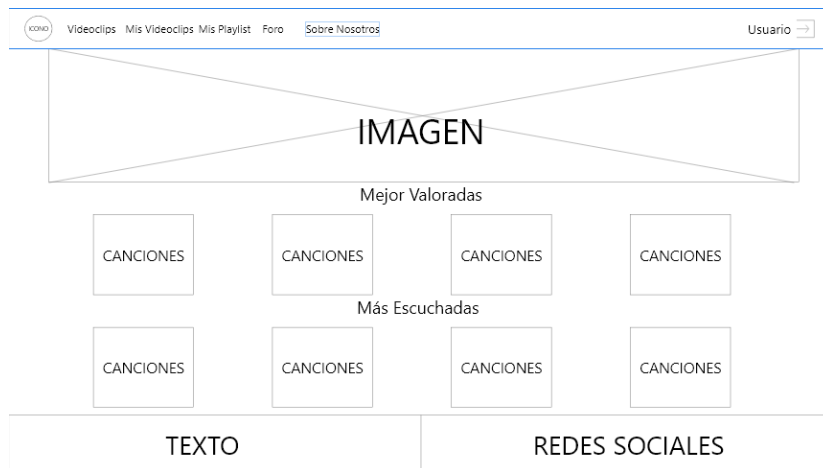 ICONO Videoclips Mis Videoclips Mis Playlist Foro Sobre Nosotros Usuario
IMAGEN
Mejor Valoradas
CANCIONES CANCIONES CANCIONES CANCIONES
Más Escuchadas
CANCIONES CANCIONES CANCIONES CANCIONES
TEXTO REDES SOCIALES